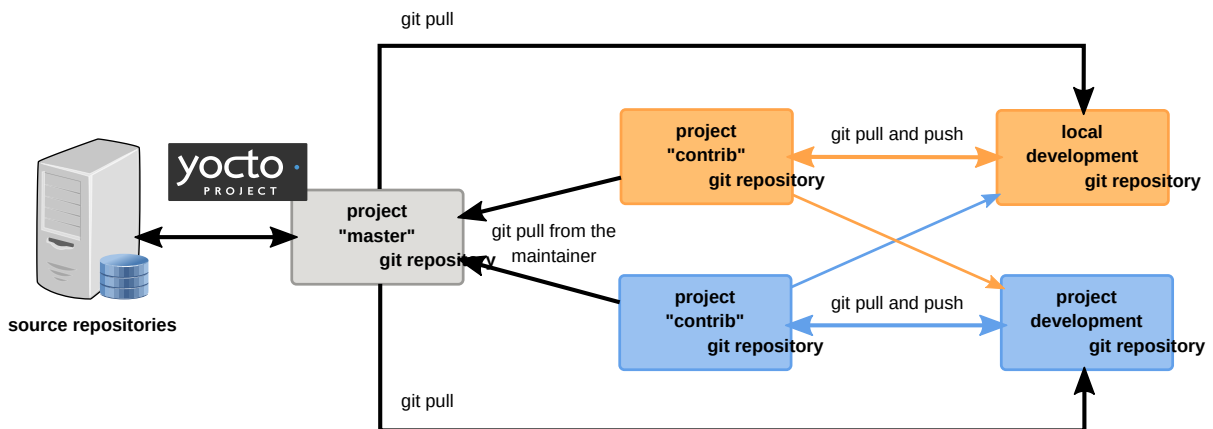 git pull
yocto
PROJECT
project
"contrib"
git repository
git pull and push
local
development
git repository
project
"master"
git repository
git pull from the
maintainer
source repositories
project
"contrib"
git repository
git pull and push
project
development
git repository
git pull